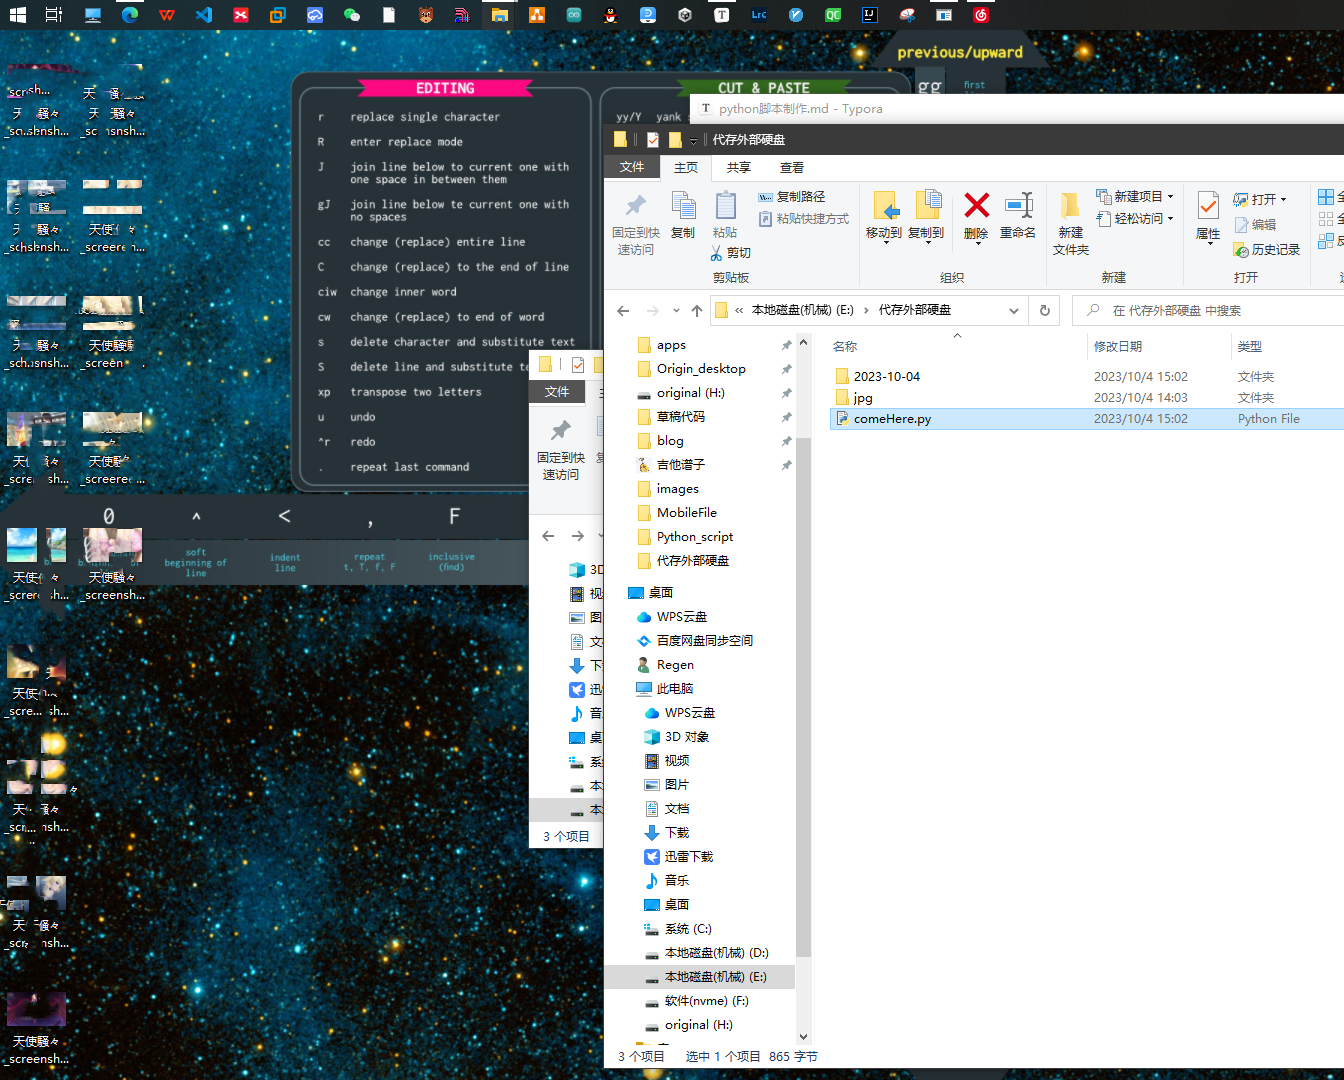 previous/upward
gg
first
EDITING
r replace single character
R enter replace mode
J join line below to current one with
one space in between them
gJ join line below te current one with
no spaces
cc change (replace) entire line
C change (replace) to the end of line
ciw change inner word
cw change (replace) to end of word
s delete character and substitute text
S delete line and substitute te
xp transpose two letters
u undo
^r redo
. repeat last command
CUT & PASTE
yy/Y yank
0 ^ < , F
soft
beginning of
line
indent
line
repeat
t, T, f, F
inclusive
(find)
T python脚本制作.md - Typora
代存外部硬盘
文件 主页 共享 查看
固定到快
速访问
复制
粘贴
复制路径
粘贴快捷方式
剪切
剪贴板
移动到 复制到 删除 重命名
组织
新建
文件夹
新建项目
轻松访问
新建
属性
打开
编辑
历史记录
打开
« 本地磁盘(机械) (E:) › 代存外部硬盘
在 代存外部硬盘 中搜索
apps
Origin_desktop
original (H:)
草稿代码
blog
吉他谱子
images
MobileFile
Python_script
代存外部硬盘
桌面
WPS云盘
百度网盘同步空间
Regen
此电脑
WPS云盘
3D 对象
视频
图片
文档
下载
迅雷下载
音乐
桌面
系统 (C:)
本地磁盘(机械) (D:)
本地磁盘(机械) (E:)
软件(nvme) (F:)
original (H:)
名称 修改日期 类型
2023-10-04 2023/10/4 15:02 文件夹
jpg 2023/10/4 14:03 文件夹
comeHere.py 2023/10/4 15:02 Python File
3 个项目 选中 1 个项目 865 字节
文件
固定到快
速访问
3D
视
图
文
下
迅
音
桌
系
本
本
3 个项目
天使騷々
_screensh...